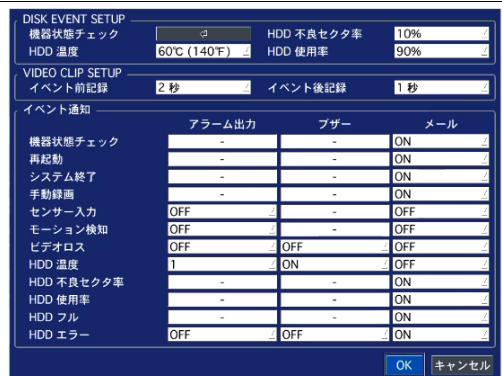 DISK EVENT SETUP
機器状態チェック HDD 不良セクタ率 10%
HDD 温度 60℃ (140℉) HDD 使用率 90%
VIDEO CLIP SETUP
イベント前記録 2 秒 イベント後記録 1 秒
イベント通知
アラーム出力 ブザー メール
機器状態チェック - - ON
再起動 - - ON
システム終了 - - ON
手動録画 - - ON
センサー入力 OFF - OFF
モーション検知 OFF - OFF
ビデオロス OFF OFF OFF
HDD 温度 1 ON OFF
HDD 不良セクタ率 - - ON
HDD 使用率 - - ON
HDD フル - - ON
HDD エラー OFF OFF ON
OK キャンセル